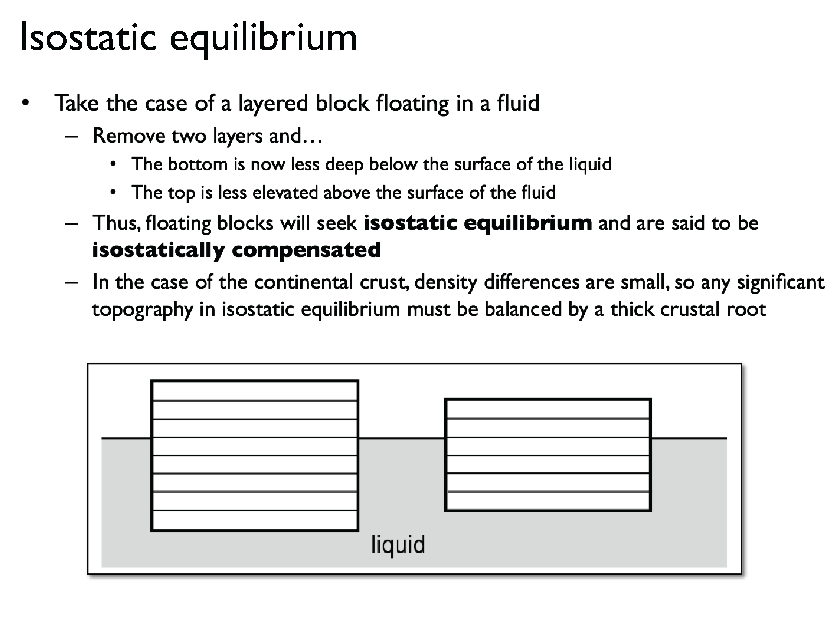 Isostatic equilibrium
• Take the case of a layered block floating in a fluid
– Remove two layers and…
• The bottom is now less deep below the surface of the liquid
• The top is less elevated above the surface of the fluid
– Thus, floating blocks will seek isostatic equilibrium and are said to be
isostatically compensated
– In the case of the continental crust, density differences are small, so any significant
topography in isostatic equilibrium must be balanced by a thick crustal root
liquid